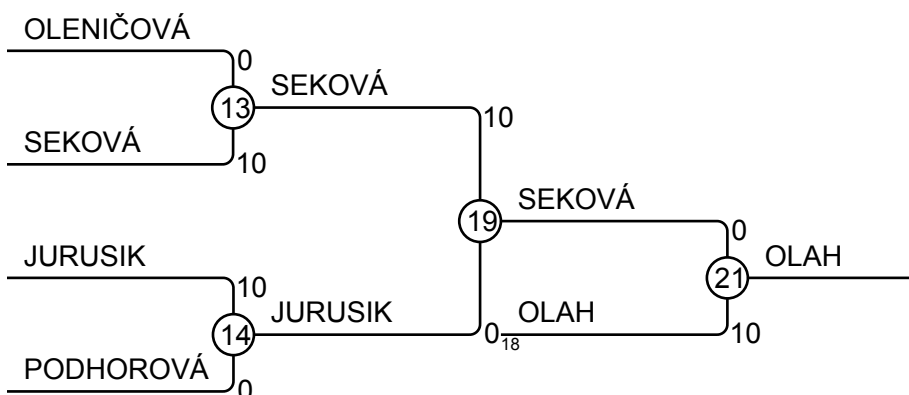 OLENIČOVÁ
0
13
SEKOVÁ
10
SEKOVÁ
10
19
SEKOVÁ
0
21
OLAH
JURUSIK
10
14
JURUSIK
0
18
OLAH
10
PODHOROVÁ
0